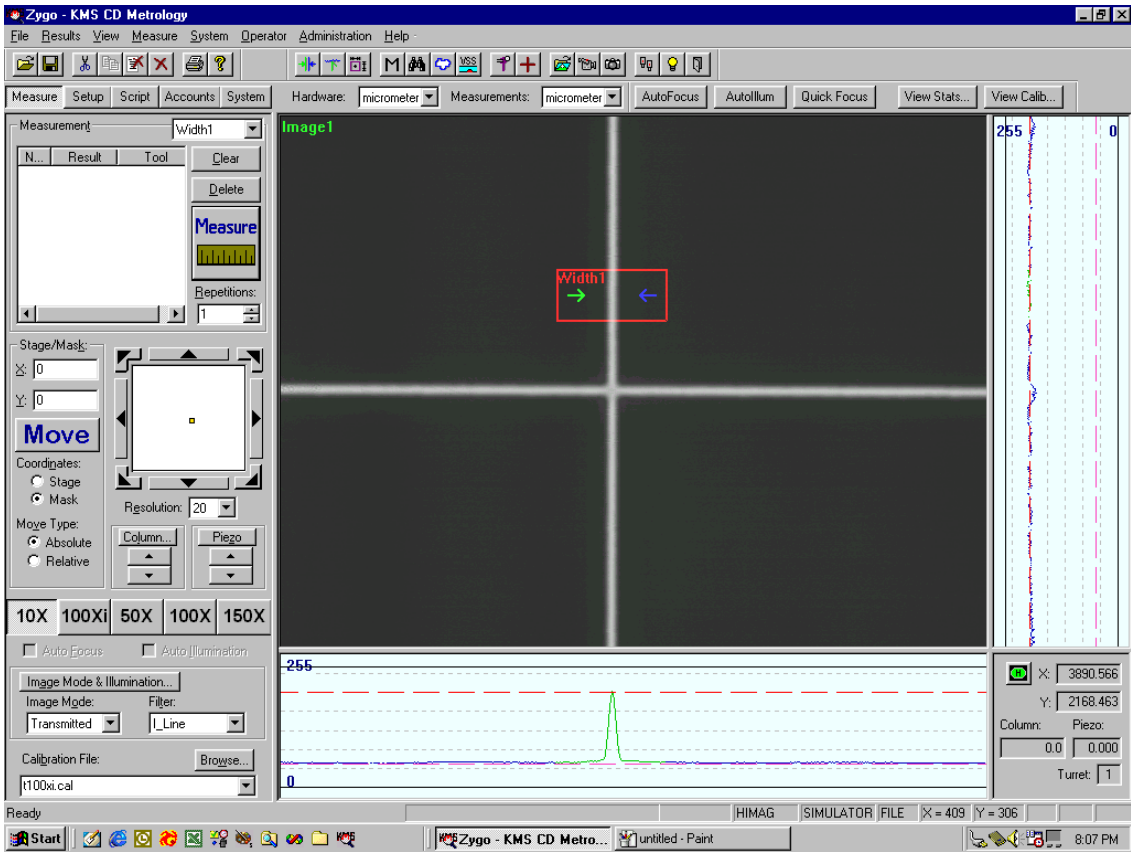 Zygo - KMS CD Metrology
File Results View Measure System Operator Administration Help
M VSS
Measure Setup Script Accounts System Hardware: micrometer Measurements: micrometer AutoFocus AutoIllum Quick Focus View Stats... View Calib...
Measurement Width1
N... Result Tool
Clear
Delete
Measure
Repetitions:
1
Stage/Mask:
X: 0
Y: 0
Move
Coordinates:
Stage
Mask
Move Type:
Absolute
Relative
Resolution: 20
Column... Piezo
10X 100Xi 50X 100X 150X
Auto Focus Auto Illumination
Image Mode & Illumination...
Image Mode: Filter:
Transmitted I_Line
Calibration File: Browse...
t100xi.cal
Image1
Width1
255 0
255
0
H X: 3890.566
Y: 2168.463
Column: Piezo:
0.0 0.000
Turret: 1
Ready HIMAG SIMULATOR FILE X = 409 Y = 306
Start Zygo - KMS CD Metro... untitled - Paint 8:07 PM